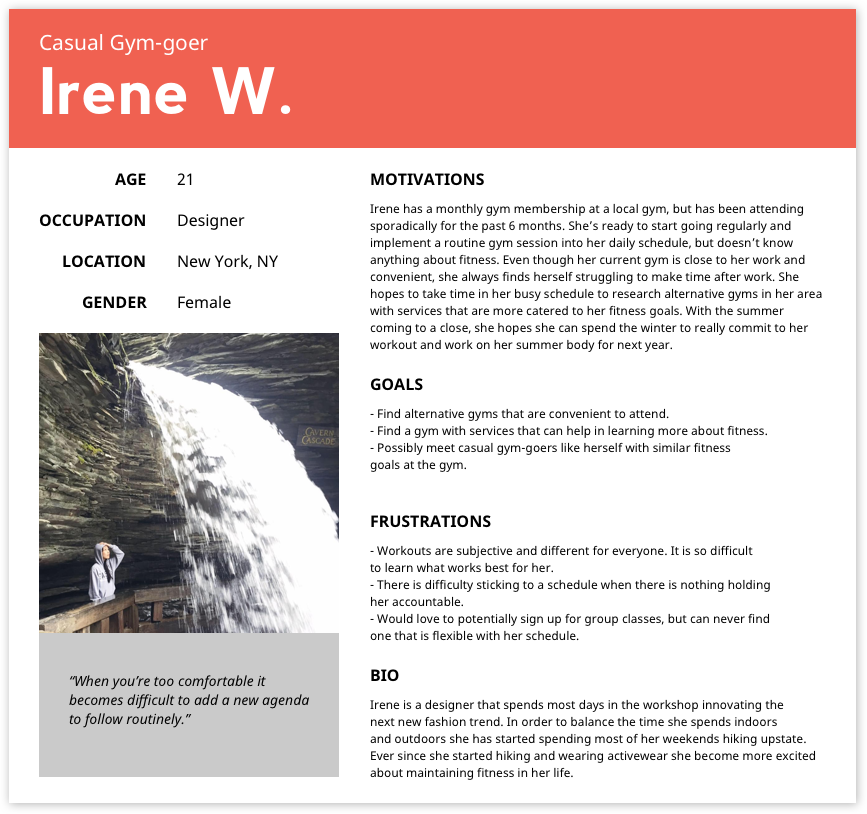 Casual Gym-goer
Irene W.
AGE 21
OCCUPATION Designer
LOCATION New York, NY
GENDER Female
CAVERN
CASCADE
“When you’re too comfortable it
becomes difficult to add a new agenda
to follow routinely.”
MOTIVATIONS
Irene has a monthly gym membership at a local gym, but has been attending
sporadically for the past 6 months. She’s ready to start going regularly and
implement a routine gym session into her daily schedule, but doesn’t know
anything about fitness. Even though her current gym is close to her work and
convenient, she always finds herself struggling to make time after work. She
hopes to take time in her busy schedule to research alternative gyms in her area
with services that are more catered to her fitness goals. With the summer
coming to a close, she hopes she can spend the winter to really commit to her
workout and work on her summer body for next year.
GOALS
- Find alternative gyms that are convenient to attend.
- Find a gym with services that can help in learning more about fitness.
- Possibly meet casual gym-goers like herself with similar fitness
goals at the gym.
FRUSTRATIONS
- Workouts are subjective and different for everyone. It is so difficult
to learn what works best for her.
- There is difficulty sticking to a schedule when there is nothing holding
her accountable.
- Would love to potentially sign up for group classes, but can never find
one that is flexible with her schedule.
BIO
Irene is a designer that spends most days in the workshop innovating the
next new fashion trend. In order to balance the time she spends indoors
and outdoors she has started spending most of her weekends hiking upstate.
Ever since she started hiking and wearing activewear she become more excited
about maintaining fitness in her life.